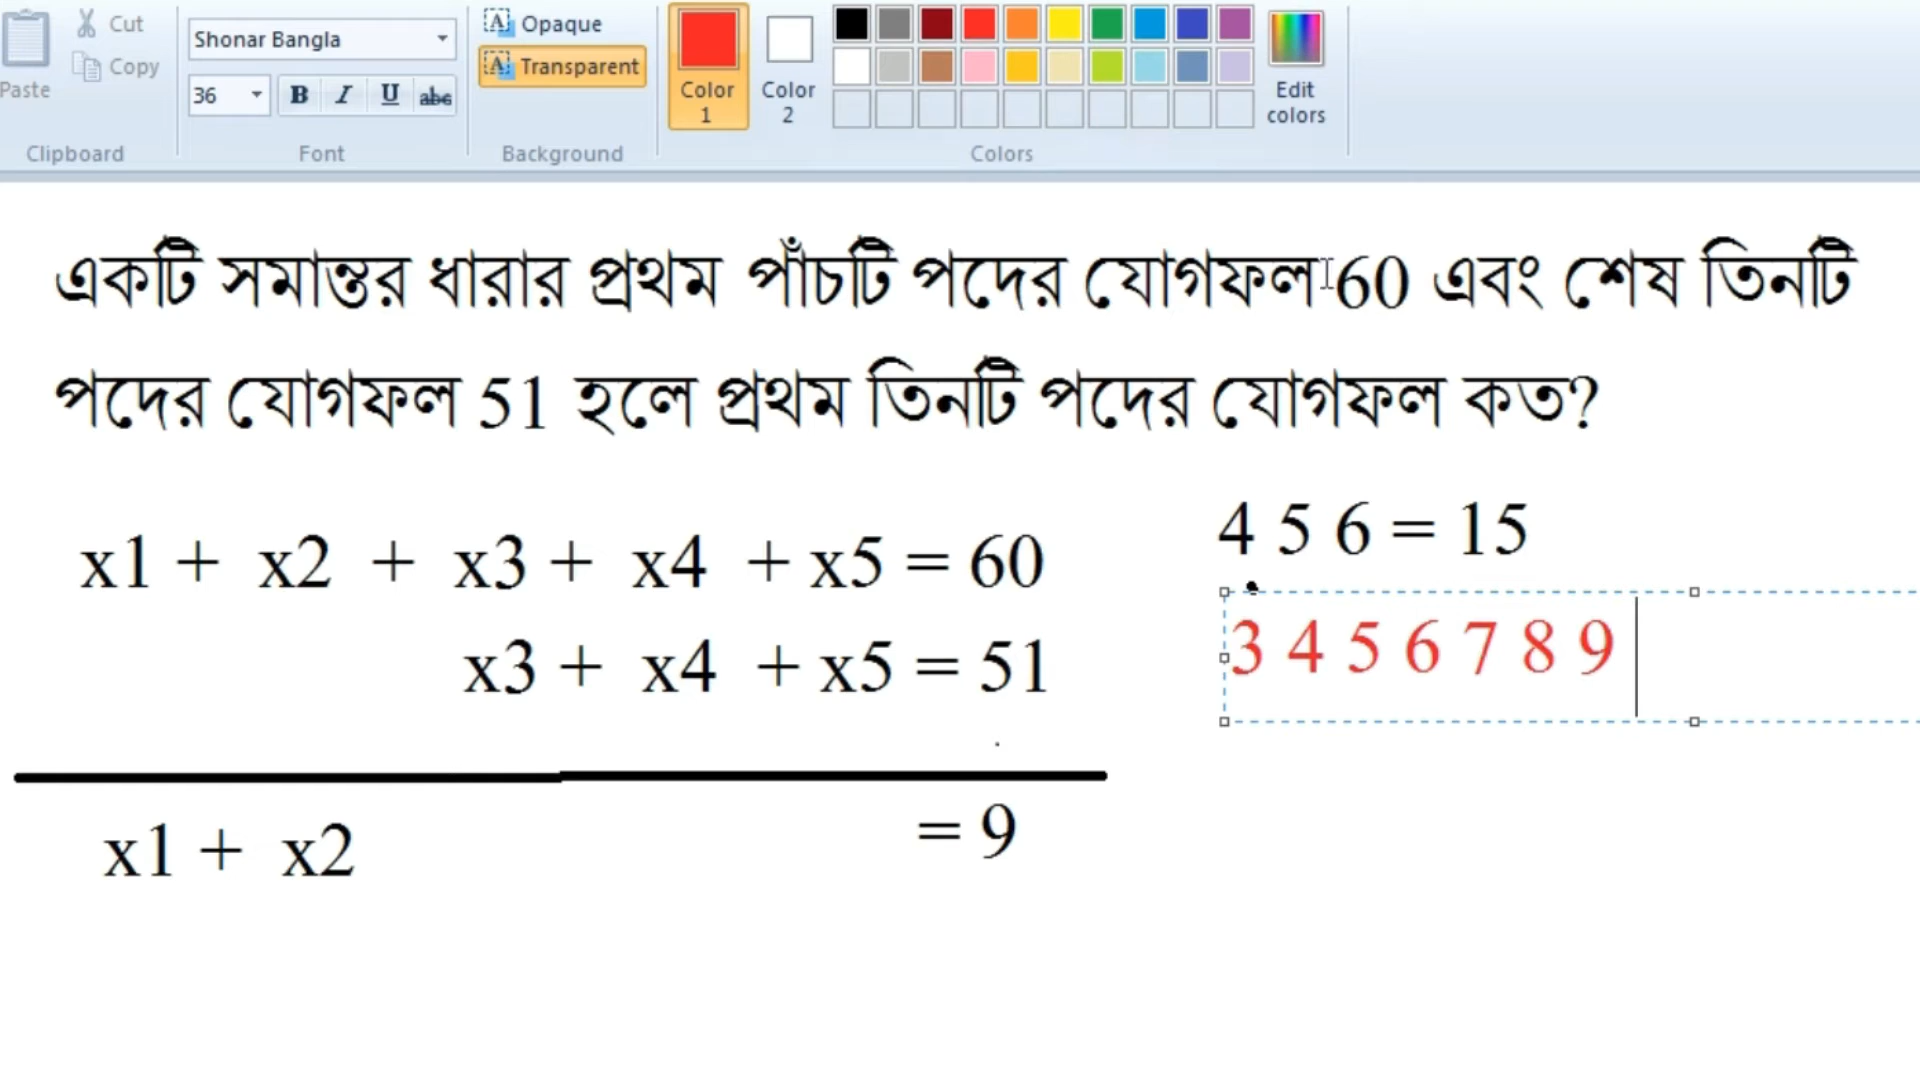 Paste
Cut
Copy
Clipboard
Shonar Bangla
36
B I U abc
Font
Opaque
Transparent
Background
Color 1
Color 2
Edit colors
Colors
একটি সমান্তর ধারার প্রথম পাঁচটি পদের যোগফল 60 এবং শেষ তিনটি
পদের যোগফল 51 হলে প্রথম তিনটি পদের যোগফল কত?
x1 + x2 + x3 + x4 + x5 = 60
x3 + x4 + x5 = 51
x1 + x2 = 9
4 5 6 = 15
3 4 5 6 7 8 9